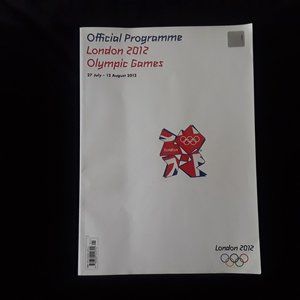 Official Programme
London 2012
Olympic Games
27 July – 12 August 2012
London 2012